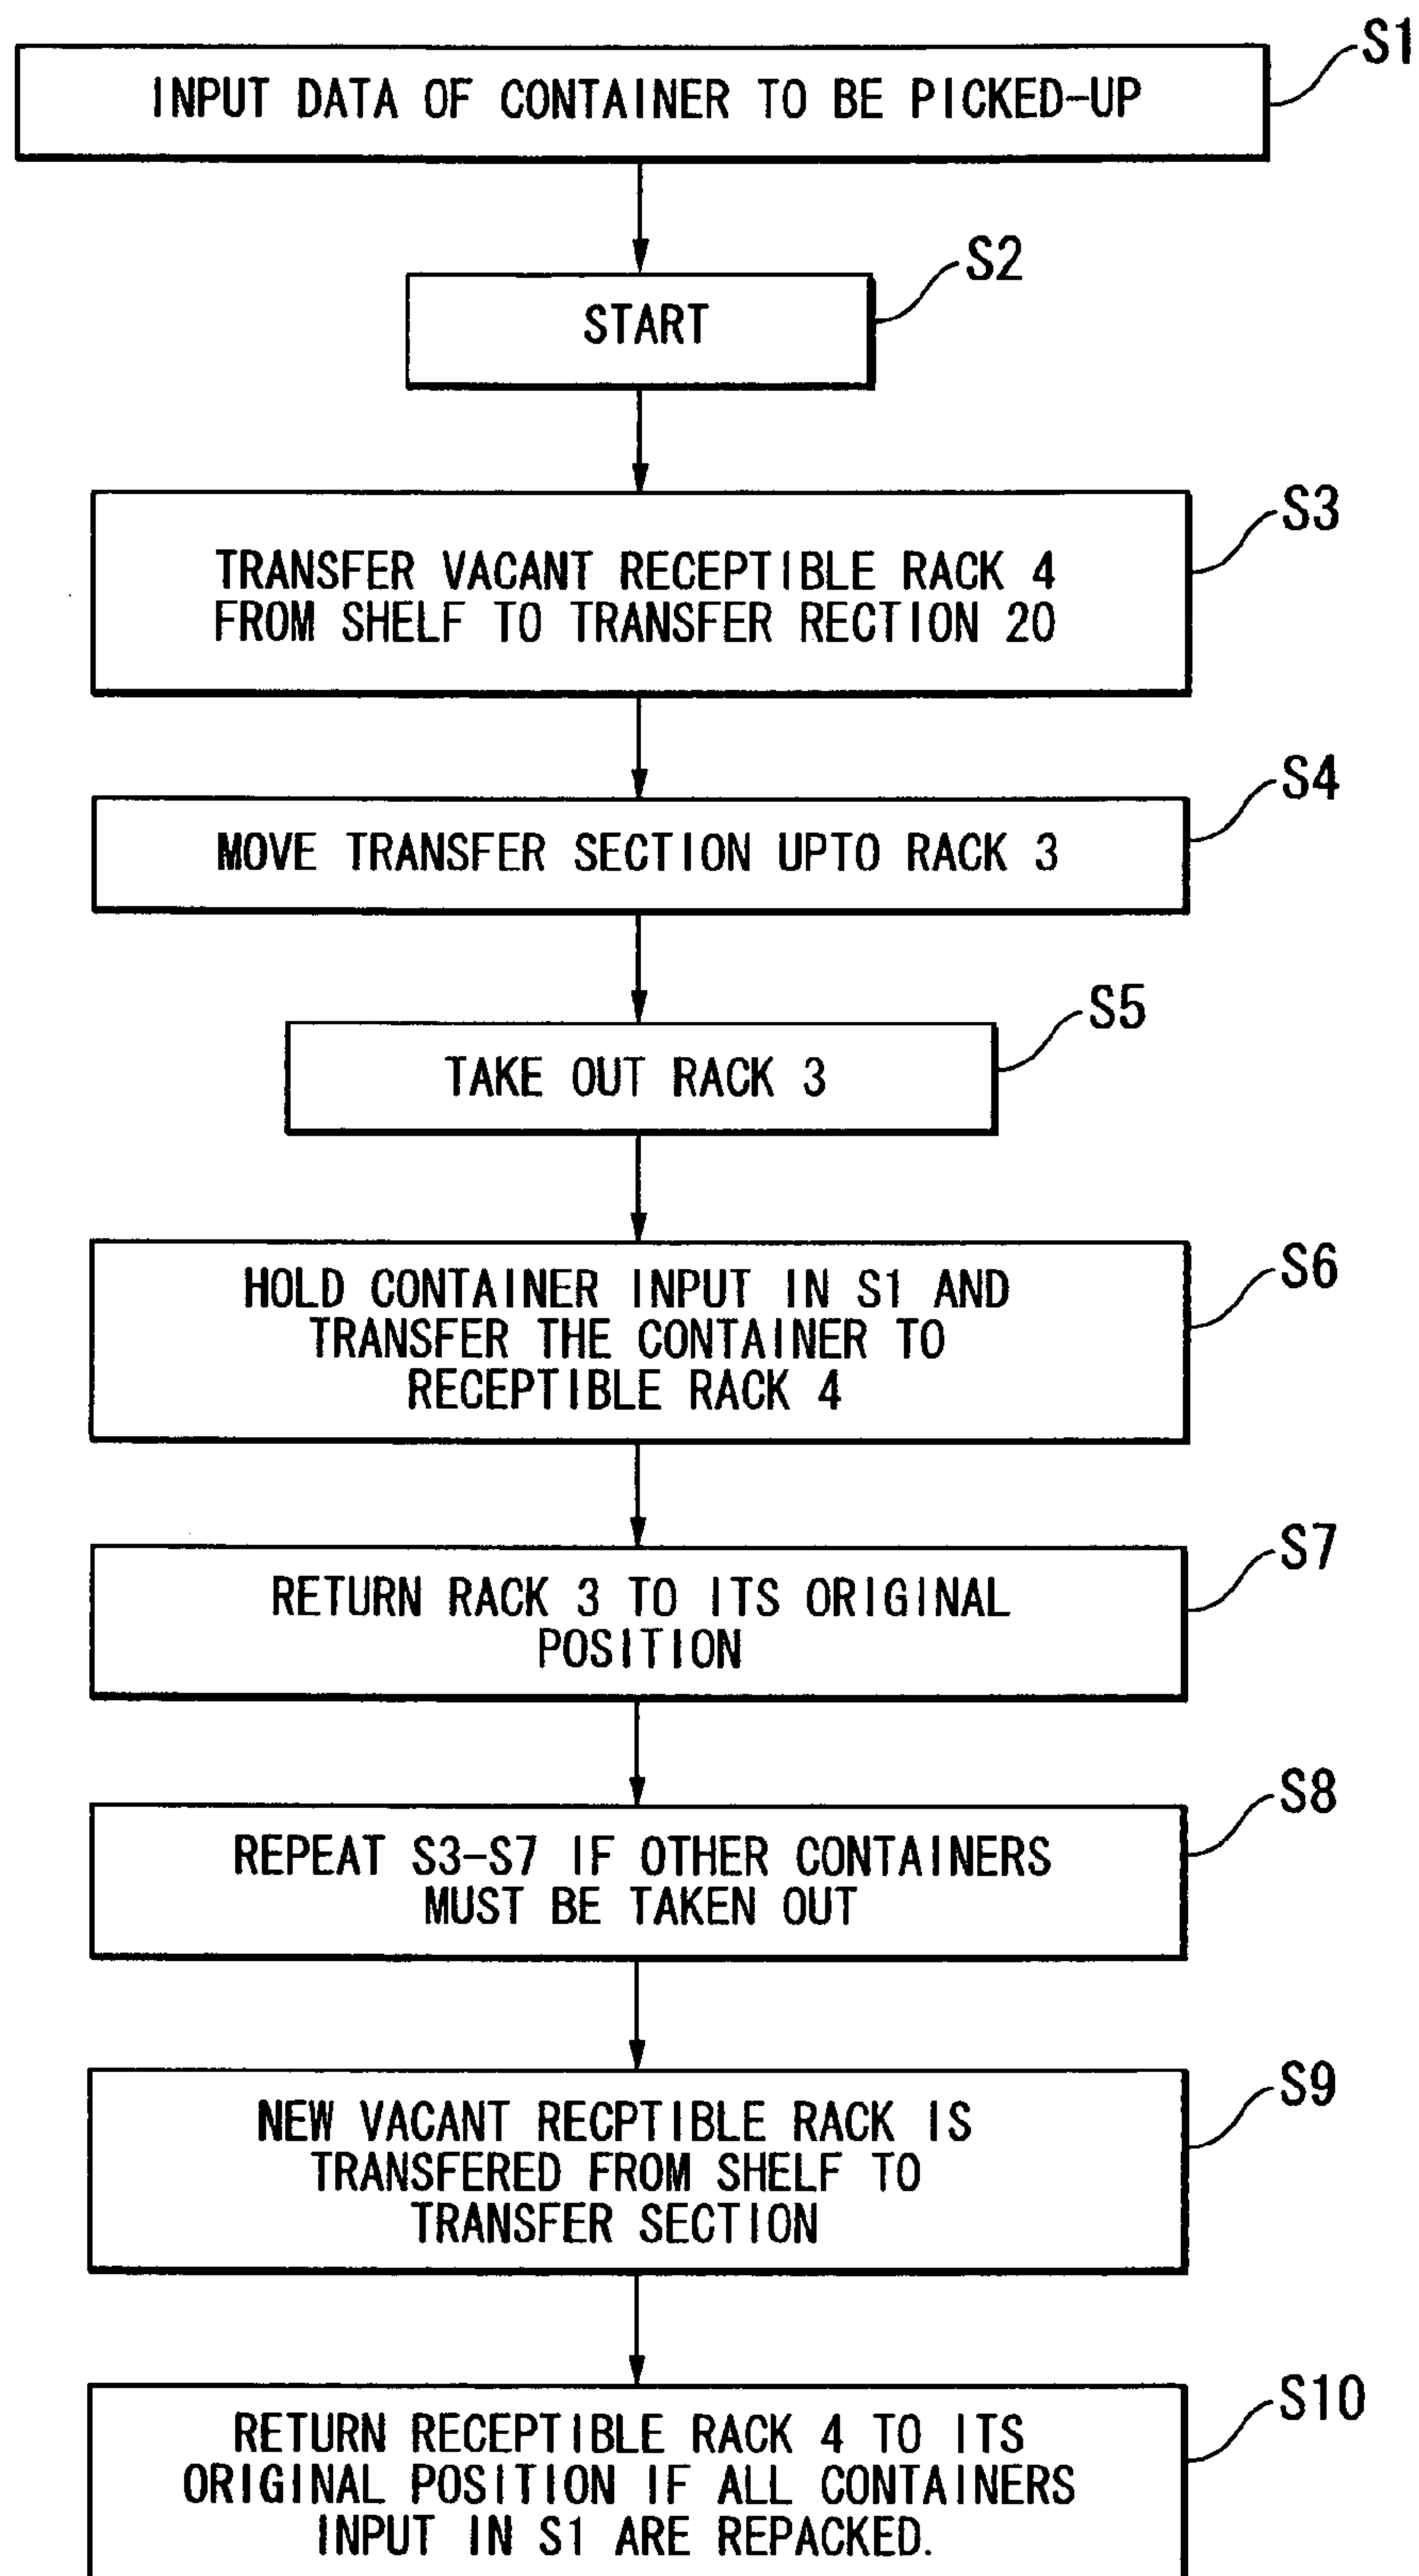 S1
INPUT DATA OF CONTAINER TO BE PICKED-UP
S2
START
S3
TRANSFER VACANT RECEPTIBLE RACK 4
FROM SHELF TO TRANSFER RECTION 20
S4
MOVE TRANSFER SECTION UPTO RACK 3
S5
TAKE OUT RACK 3
S6
HOLD CONTAINER INPUT IN S1 AND
TRANSFER THE CONTAINER TO
RECEPTIBLE RACK 4
S7
RETURN RACK 3 TO ITS ORIGINAL
POSITION
S8
REPEAT S3-S7 IF OTHER CONTAINERS
MUST BE TAKEN OUT
S9
NEW VACANT RECPTIBLE RACK IS
TRANSFERED FROM SHELF TO
TRANSFER SECTION
S10
RETURN RECEPTIBLE RACK 4 TO ITS
ORIGINAL POSITION IF ALL CONTAINERS
INPUT IN S1 ARE REPACKED.